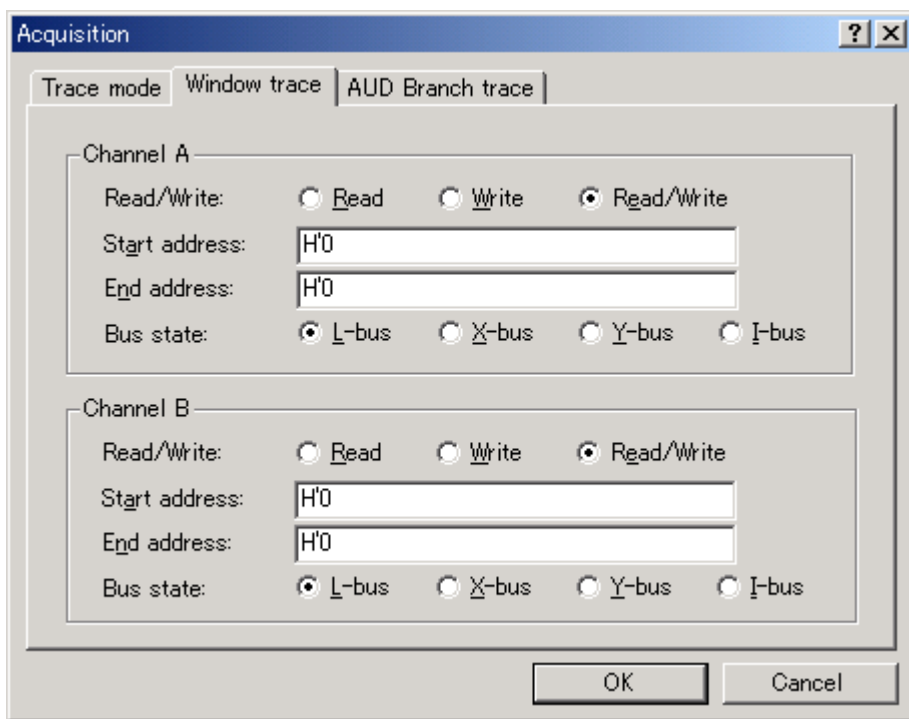 Acquisition
Trace mode Window trace AUD Branch trace
Channel A
Read/Write: Read Write Read/Write
Start address: H'0
End address: H'0
Bus state: L-bus X-bus Y-bus I-bus
Channel B
Read/Write: Read Write Read/Write
Start address: H'0
End address: H'0
Bus state: L-bus X-bus Y-bus I-bus
OK Cancel